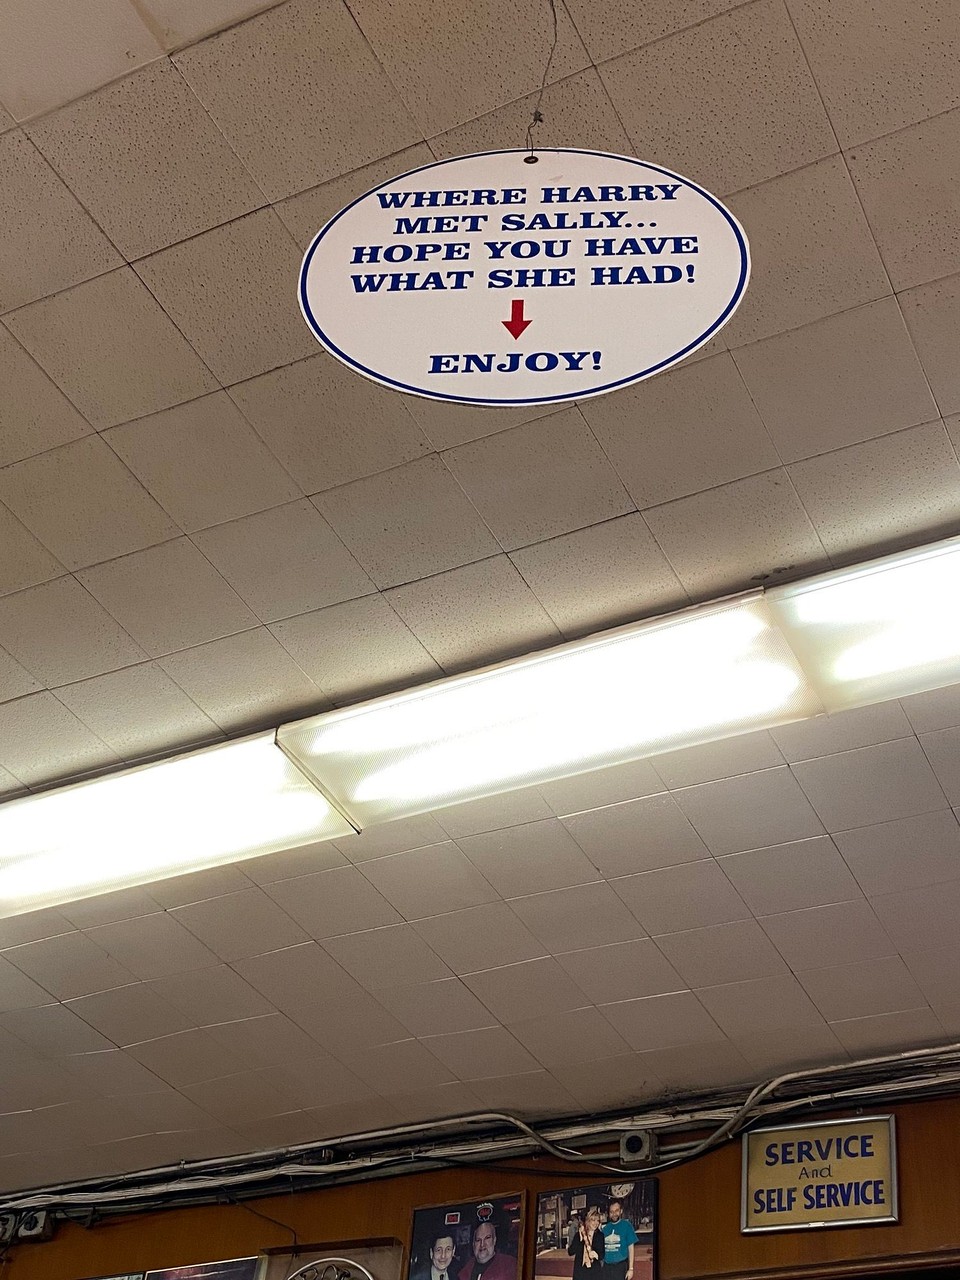 WHERE HARRY
MET SALLY...
HOPE YOU HAVE
WHAT SHE HAD!
ENJOY!
SERVICE
And
SELF SERVICE